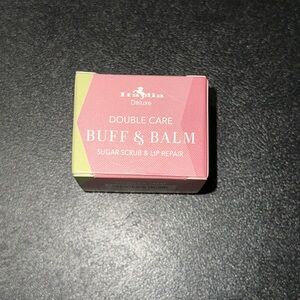 Italia
Deluxe
DOUBLE CARE
BUFF & BALM
SUGAR SCRUB & LIP REPAIR